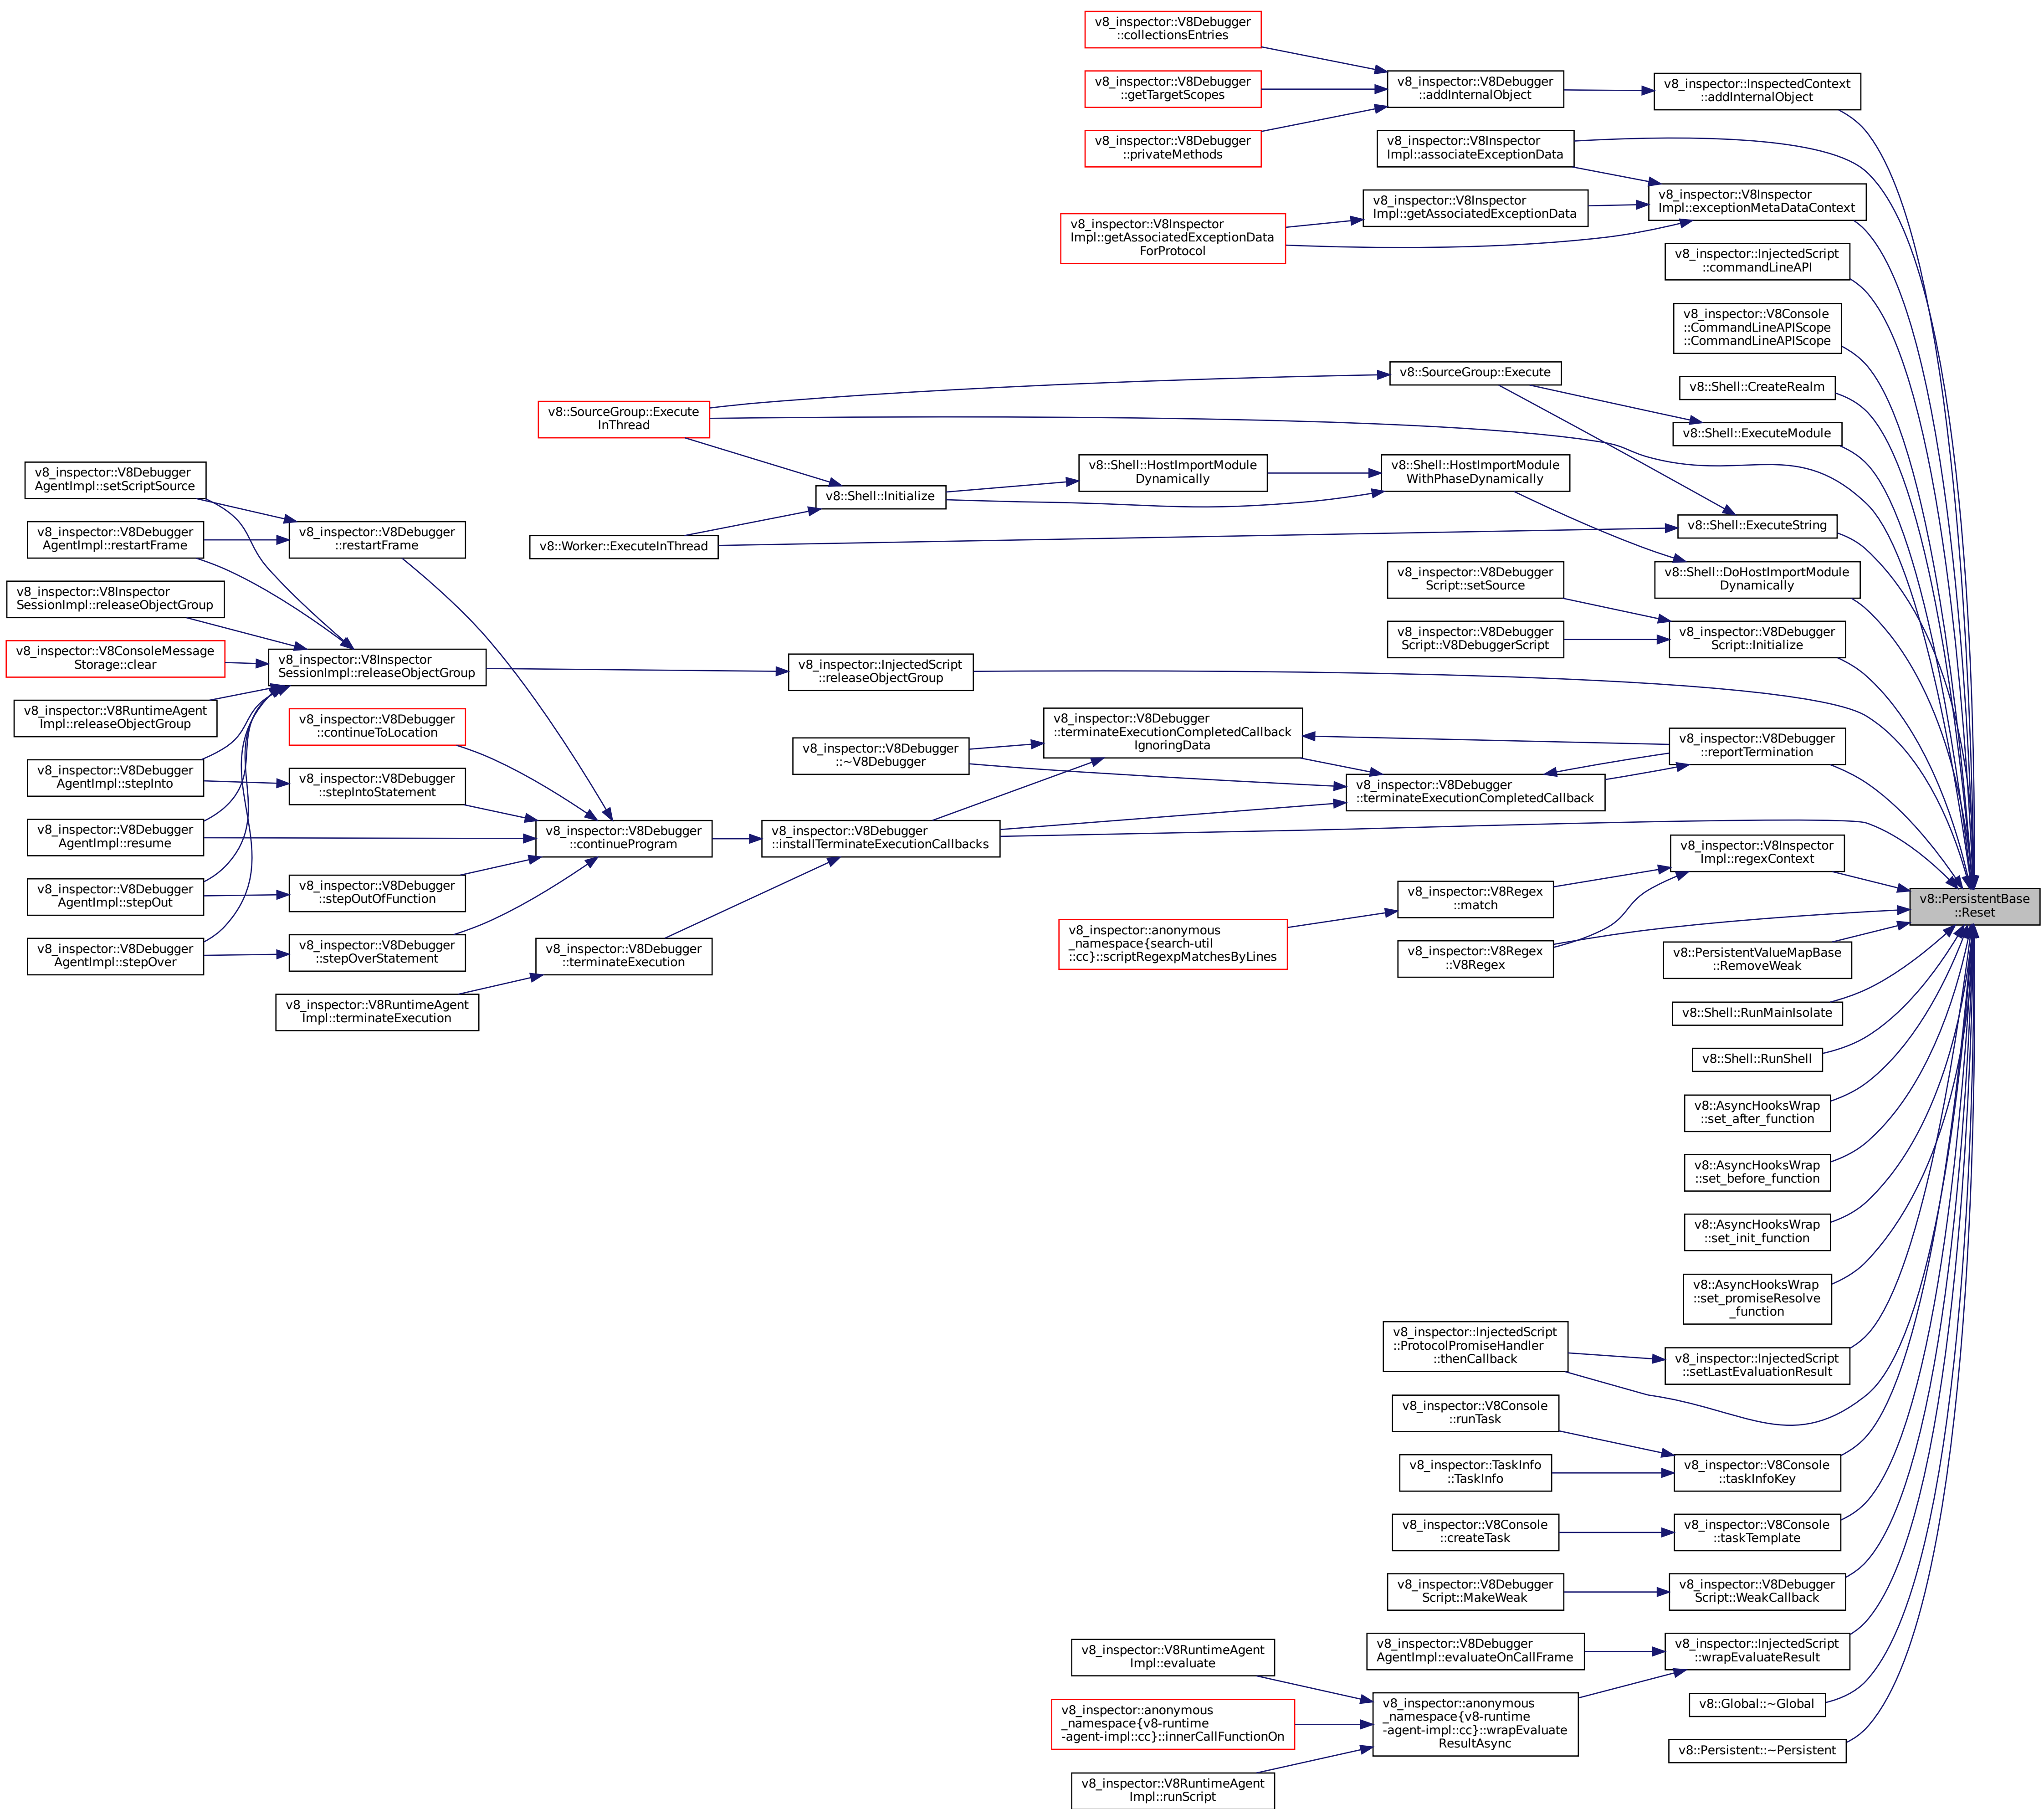 v8_inspector::V8Debugger
::collectionsEntries
v8_inspector::V8Debugger
::getTargetScopes
v8_inspector::V8Debugger
::addInternalObject
v8_inspector::InspectedContext
::addInternalObject
v8_inspector::V8Debugger
::privateMethods
v8_inspector::V8Inspector
Impl::associateExceptionData
v8_inspector::V8Inspector
Impl::exceptionMetaDataContext
v8_inspector::V8Inspector
Impl::getAssociatedExceptionData
v8_inspector::V8Inspector
Impl::getAssociatedExceptionData
ForProtocol
v8_inspector::InjectedScript
::commandLineAPI
v8_inspector::V8Console
::CommandLineAPIScope
::CommandLineAPIScope
v8::SourceGroup::Execute
v8::Shell::CreateRealm
v8::SourceGroup::Execute
InThread
v8::Shell::ExecuteModule
v8_inspector::V8Debugger
AgentImpl::setScriptSource
v8::Shell::HostImportModule
Dynamically
v8::Shell::HostImportModule
WithPhaseDynamically
v8::Shell::Initialize
v8::Shell::ExecuteString
v8_inspector::V8Debugger
AgentImpl::restartFrame
v8_inspector::V8Debugger
::restartFrame
v8::Worker::ExecuteInThread
v8::Shell::DoHostImportModule
Dynamically
v8_inspector::V8Debugger
Script::setSource
v8_inspector::V8Inspector
SessionImpl::releaseObjectGroup
v8_inspector::V8Debugger
Script::V8DebuggerScript
v8_inspector::V8Debugger
Script::Initialize
v8_inspector::V8ConsoleMessage
Storage::clear
v8_inspector::V8Inspector
SessionImpl::releaseObjectGroup
v8_inspector::InjectedScript
::releaseObjectGroup
v8_inspector::V8RuntimeAgent
Impl::releaseObjectGroup
v8_inspector::V8Debugger
::continueToLocation
v8_inspector::V8Debugger
::terminateExecutionCompletedCallback
IgnoringData
v8_inspector::V8Debugger
::~V8Debugger
v8_inspector::V8Debugger
::reportTermination
v8_inspector::V8Debugger
AgentImpl::stepInto
v8_inspector::V8Debugger
::stepIntoStatement
v8_inspector::V8Debugger
::terminateExecutionCompletedCallback
v8_inspector::V8Debugger
AgentImpl::resume
v8_inspector::V8Debugger
::continueProgram
v8_inspector::V8Debugger
::installTerminateExecutionCallbacks
v8_inspector::V8Inspector
Impl::regexContext
v8_inspector::V8Debugger
AgentImpl::stepOut
v8_inspector::V8Debugger
::stepOutOfFunction
v8_inspector::V8Regex
::match
v8::PersistentBase
::Reset
v8_inspector::anonymous
_namespace{search-util
::cc}::scriptRegexpMatchesByLines
v8_inspector::V8Debugger
AgentImpl::stepOver
v8_inspector::V8Debugger
::stepOverStatement
v8_inspector::V8Debugger
::terminateExecution
v8_inspector::V8Regex
::V8Regex
v8::PersistentValueMapBase
::RemoveWeak
v8_inspector::V8RuntimeAgent
Impl::terminateExecution
v8::Shell::RunMainIsolate
v8::Shell::RunShell
v8::AsyncHooksWrap
::set_after_function
v8::AsyncHooksWrap
::set_before_function
v8::AsyncHooksWrap
::set_init_function
v8::AsyncHooksWrap
::set_promiseResolve
_function
v8_inspector::InjectedScript
::ProtocolPromiseHandler
::thenCallback
v8_inspector::InjectedScript
::setLastEvaluationResult
v8_inspector::V8Console
::runTask
v8_inspector::TaskInfo
::TaskInfo
v8_inspector::V8Console
::taskInfoKey
v8_inspector::V8Console
::createTask
v8_inspector::V8Console
::taskTemplate
v8_inspector::V8Debugger
Script::MakeWeak
v8_inspector::V8Debugger
Script::WeakCallback
v8_inspector::V8RuntimeAgent
Impl::evaluate
v8_inspector::V8Debugger
AgentImpl::evaluateOnCallFrame
v8_inspector::InjectedScript
::wrapEvaluateResult
v8_inspector::anonymous
_namespace{v8-runtime
-agent-impl::cc}::innerCallFunctionOn
v8_inspector::anonymous
_namespace{v8-runtime
-agent-impl::cc}::wrapEvaluate
ResultAsync
v8::Global::~Global
v8::Persistent::~Persistent
v8_inspector::V8RuntimeAgent
Impl::runScript